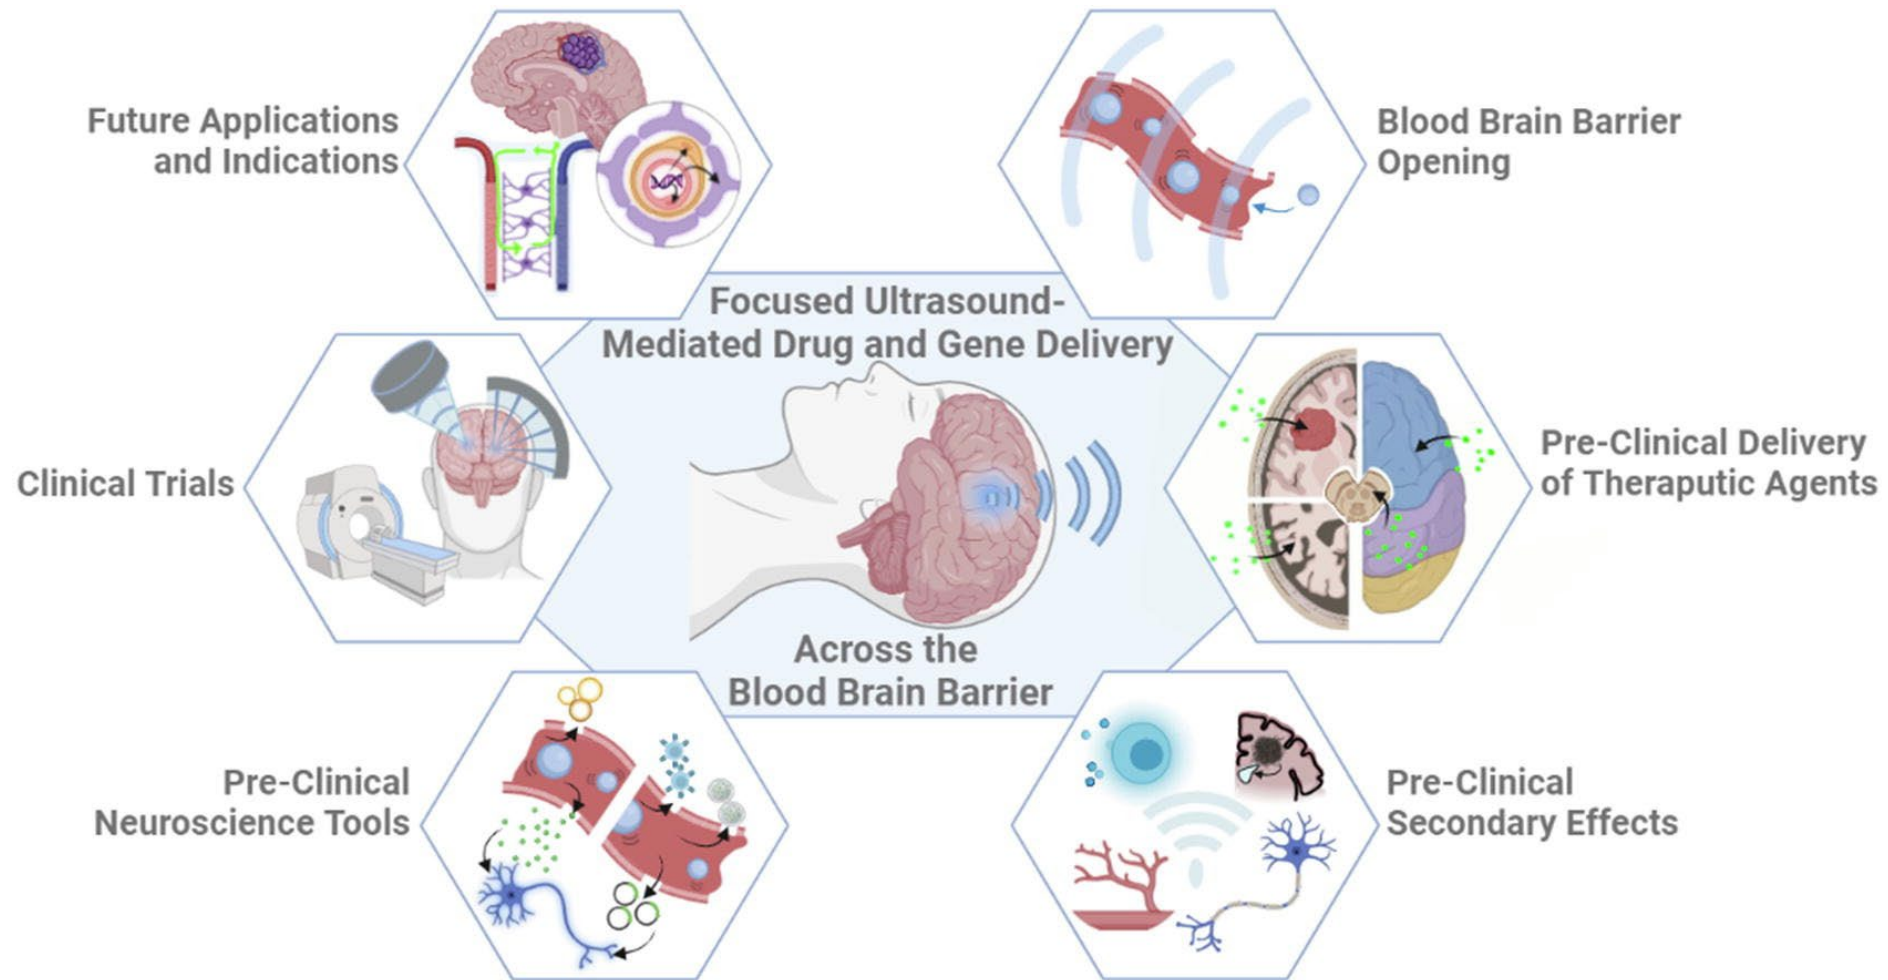 Future Applications
and Indications
Blood Brain Barrier
Opening
Focused Ultrasound-
Mediated Drug and Gene Delivery
Clinical Trials
Pre-Clinical Delivery
of Theraputic Agents
Across the
Blood Brain Barrier
Pre-Clinical
Neuroscience Tools
Pre-Clinical
Secondary Effects